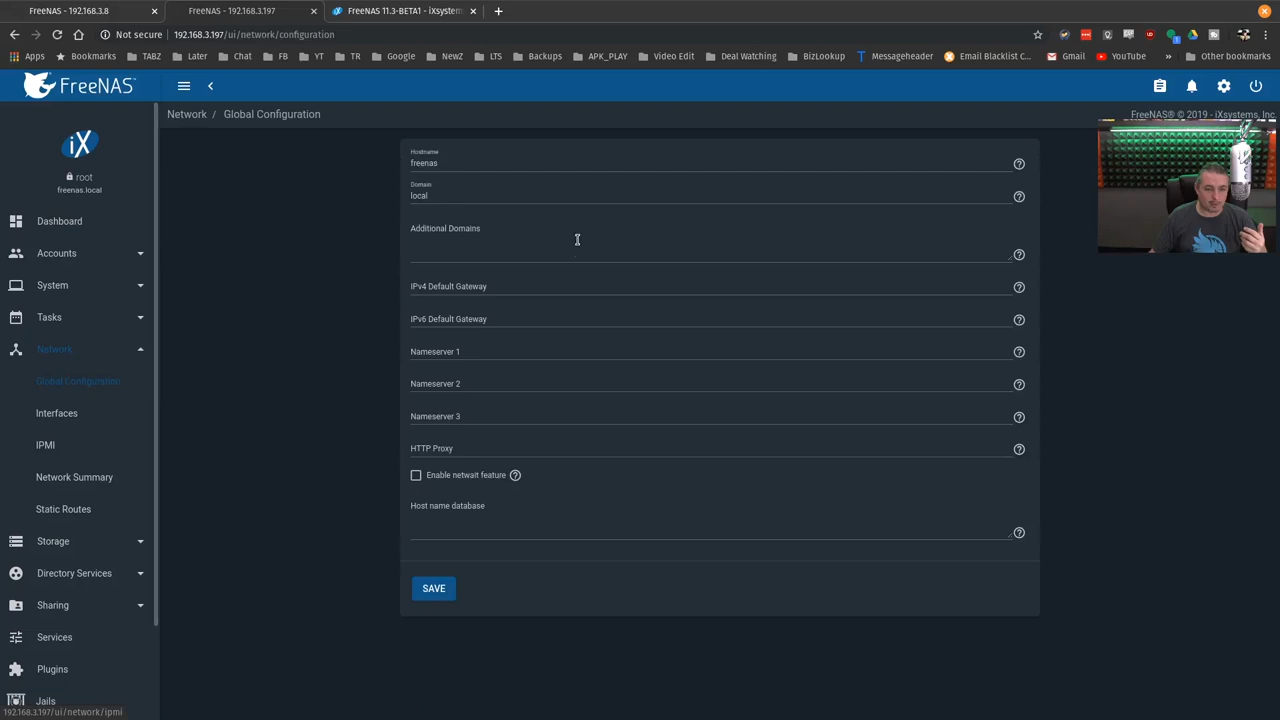 FreeNAS - 192.168.3.8
FreeNAS - 192.168.3.197
FreeNAS 11.3-BETA1 - iXsystem
Not secure
192.168.3.197/ui/network/configuration
Apps
Bookmarks
TABZ
Later
Chat
FB
YT
TR
Google
NewZ
LTS
Backups
APK_PLAY
Video Edit
Deal Watching
BizLookup
Messageheader
Email Blacklist C...
Gmail
YouTube
»
Other bookmarks
FreeNAS
Network / Global Configuration
FreeNAS® © 2019 - iXsystems, Inc.
iX
root
freenas.local
Dashboard
Accounts
System
Tasks
Network
Global Configuration
Interfaces
IPMI
Network Summary
Static Routes
Storage
Directory Services
Sharing
Services
Plugins
Jails
Hostname
freenas
Domain
local
Additional Domains
IPv4 Default Gateway
IPv6 Default Gateway
Nameserver 1
Nameserver 2
Nameserver 3
HTTP Proxy
Enable netwait feature
Host name database
SAVE
192.168.3.197/ui/network/ipmi